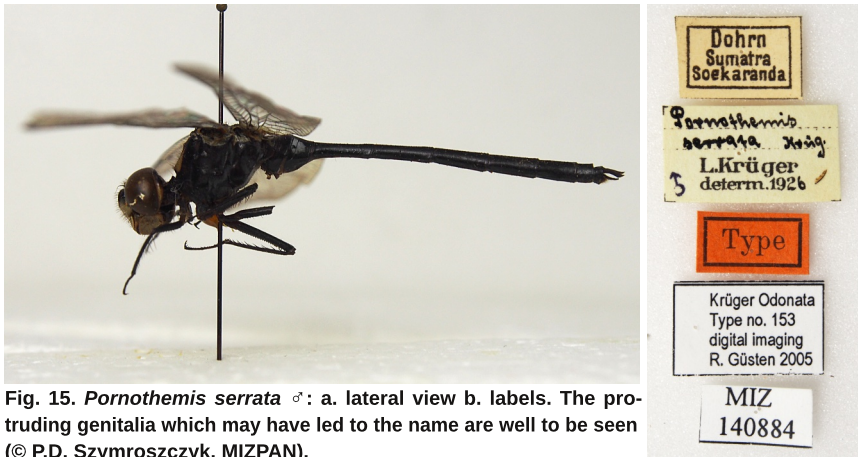 Dohrn
Sumatra
Soekaranda
Pornothemis
serrata Krüg.
L.Krüger
determ.1926
Type
Krüger Odonata
Type no. 153
digital imaging
R. Güsten 2005
MIZ
140884
Fig. 15. Pornothemis serrata ♂: a. lateral view b. labels. The pro-
truding genitalia which may have led to the name are well to be seen
(© P.D. Szymroszczyk, MIZPAN).